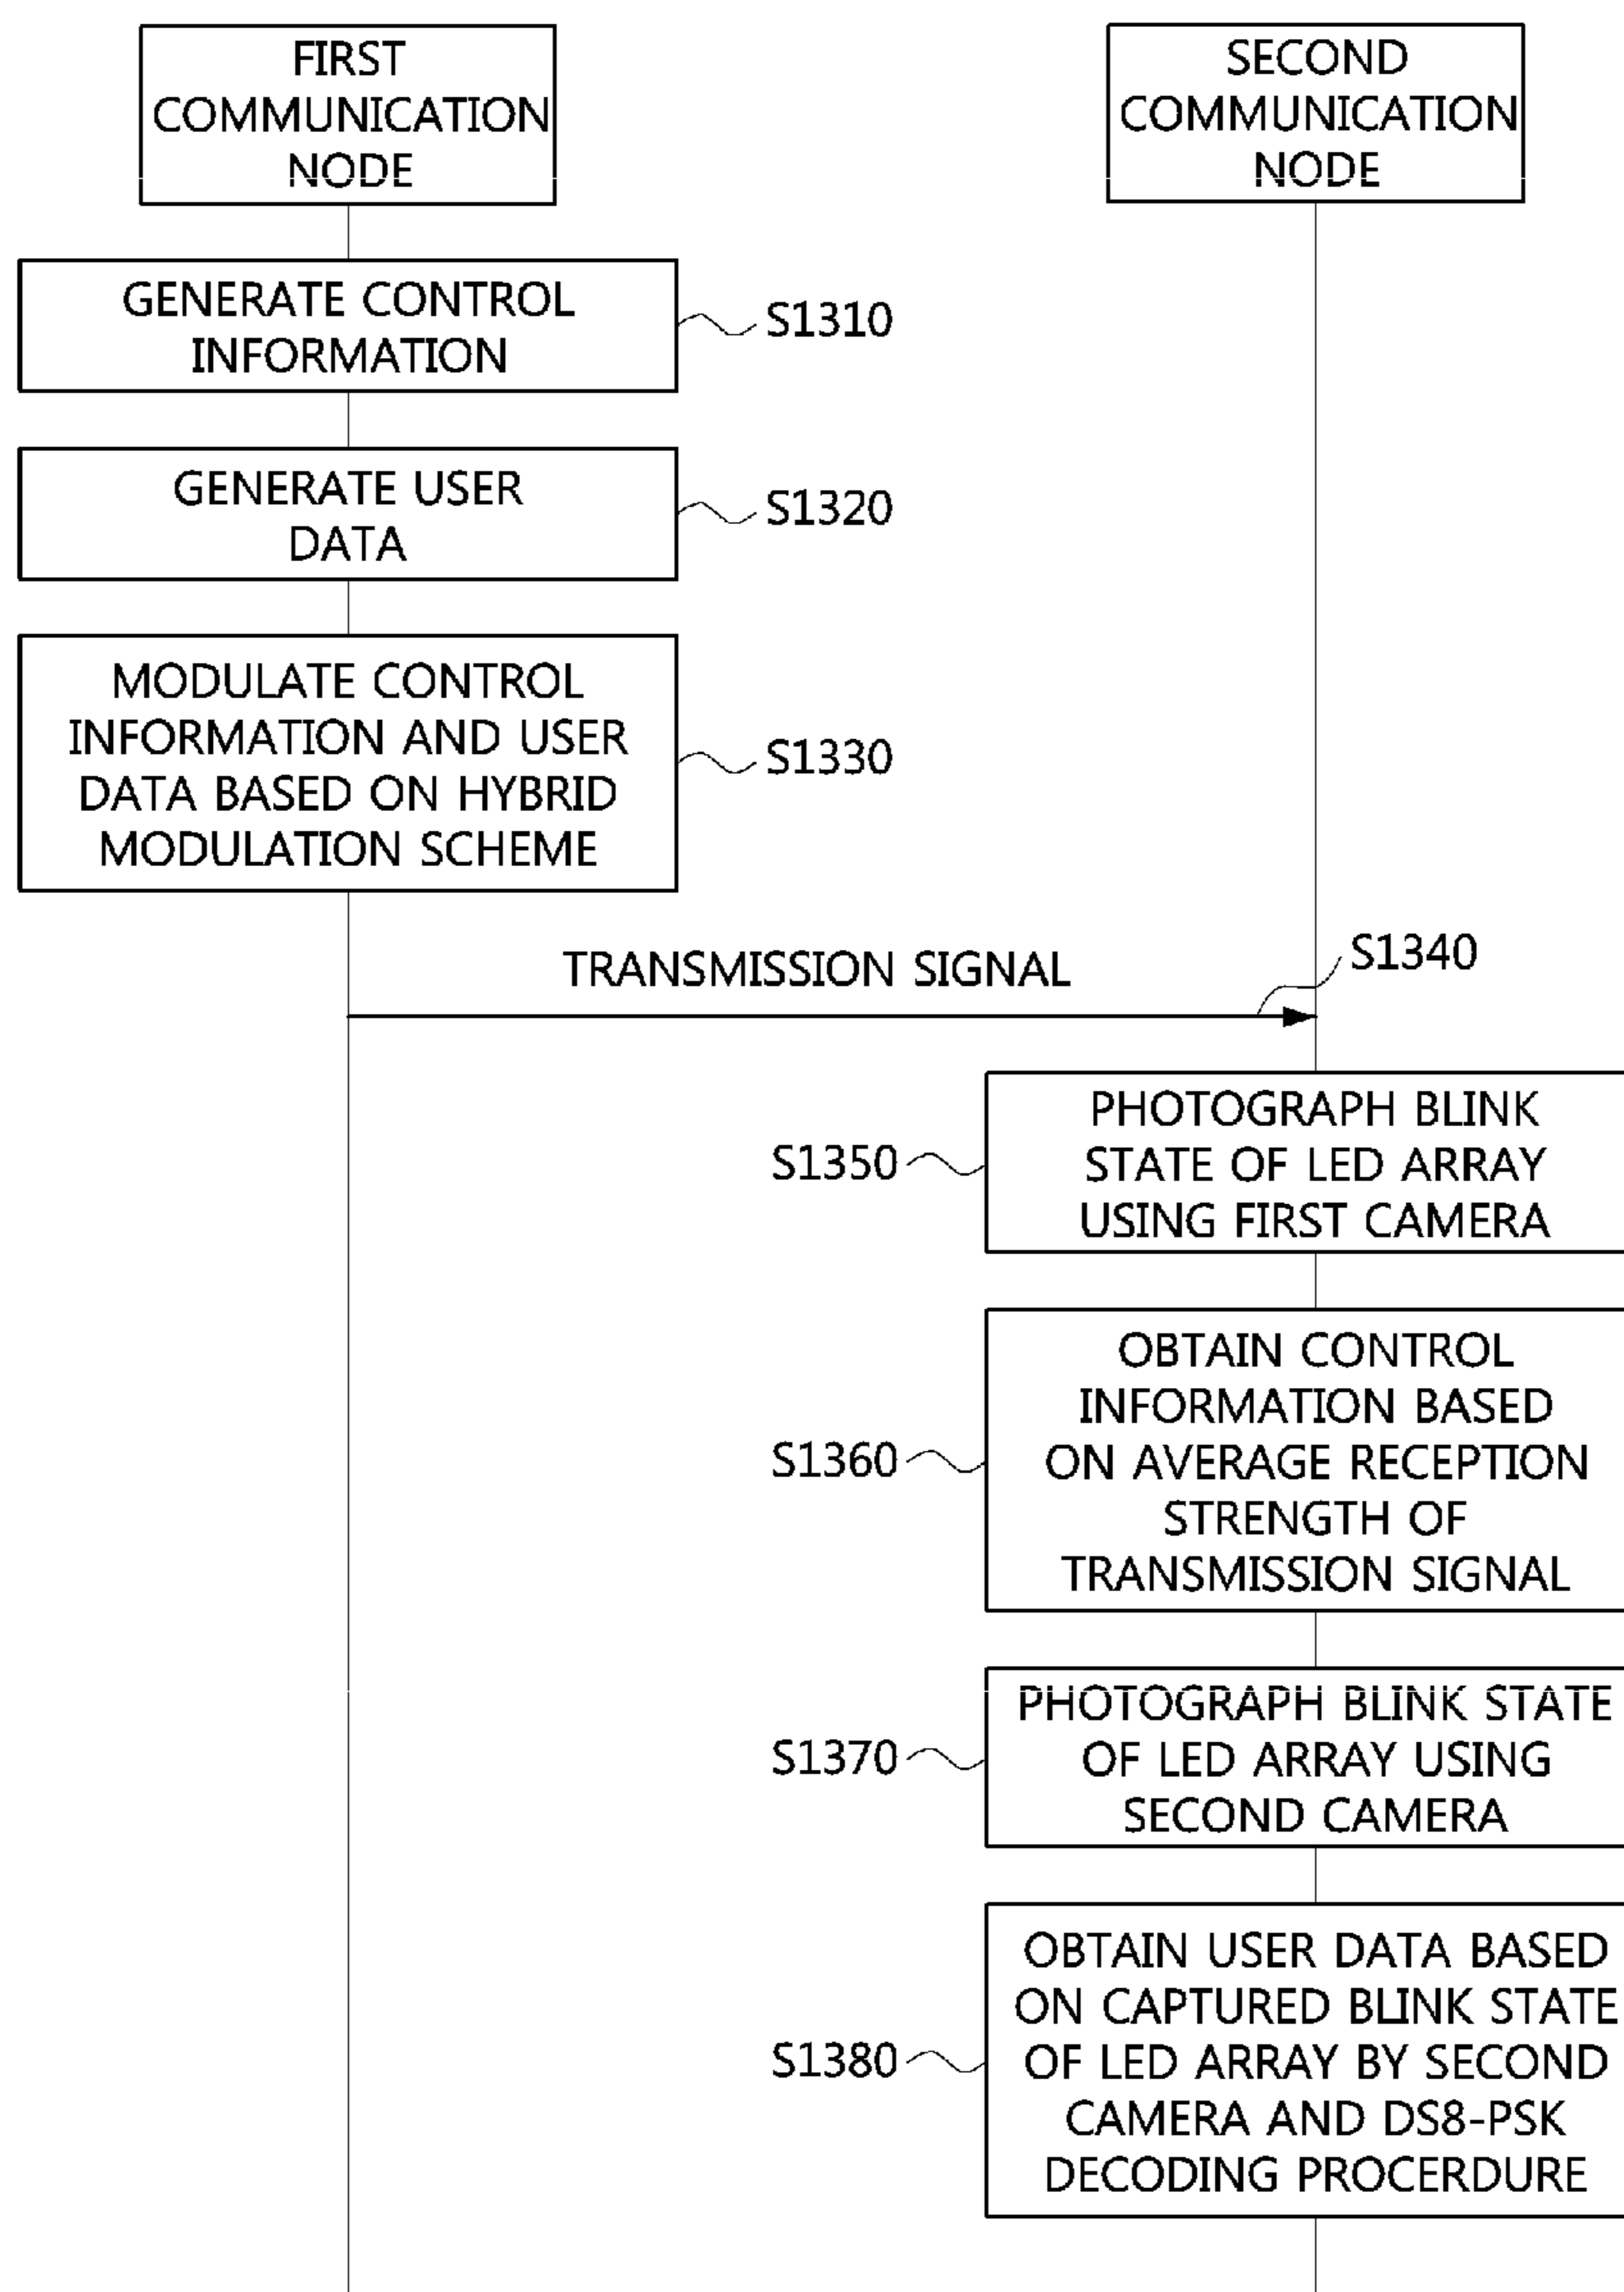 FIRST
COMMUNICATION
NODE
SECOND
COMMUNICATION
NODE
GENERATE CONTROL
INFORMATION
S1310
GENERATE USER
DATA
S1320
MODULATE CONTROL
INFORMATION AND USER
DATA BASED ON HYBRID
MODULATION SCHEME
S1330
TRANSMISSION SIGNAL
S1340
PHOTOGRAPH BLINK
STATE OF LED ARRAY
USING FIRST CAMERA
S1350
OBTAIN CONTROL
INFORMATION BASED
ON AVERAGE RECEPTION
STRENGTH OF
TRANSMISSION SIGNAL
S1360
PHOTOGRAPH BLINK STATE
OF LED ARRAY USING
SECOND CAMERA
S1370
OBTAIN USER DATA BASED
ON CAPTURED BLINK STATE
OF LED ARRAY BY SECOND
CAMERA AND DS8-PSK
DECODING PROCERDURE
S1380